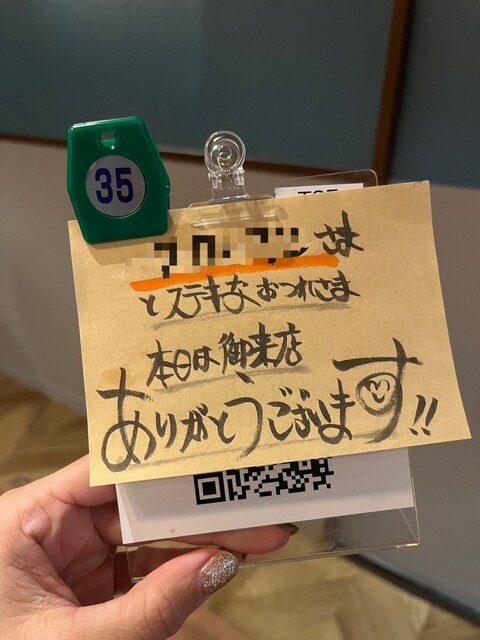 35
さま
とステキなおつれさま
本日は御来店、
ありがとうございます!!